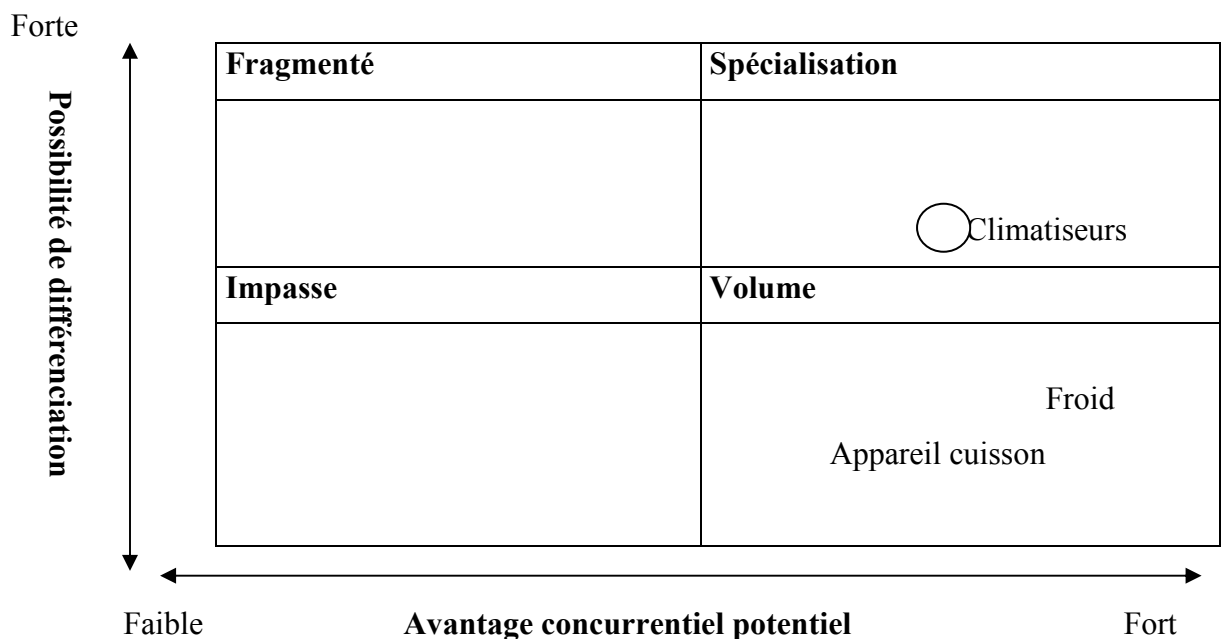 Forte
Possibilité de différenciation
Fragmenté
Spécialisation
Climatiseurs
Impasse
Volume
Froid
Appareil cuisson
Faible
Avantage concurrentiel potentiel
Fort